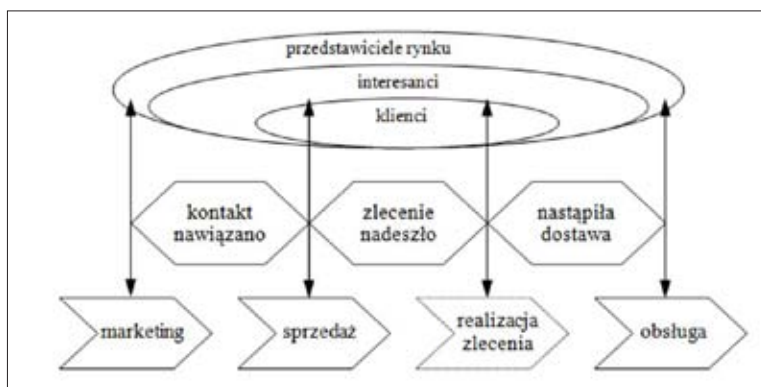 przedstawiciele rynku
interesanci
klienci
kontakt
nawiązano
zlecenie
nadeszło
nastąpiła
dostawa
marketing
sprzedaż
realizacja
zlecenia
obsługa